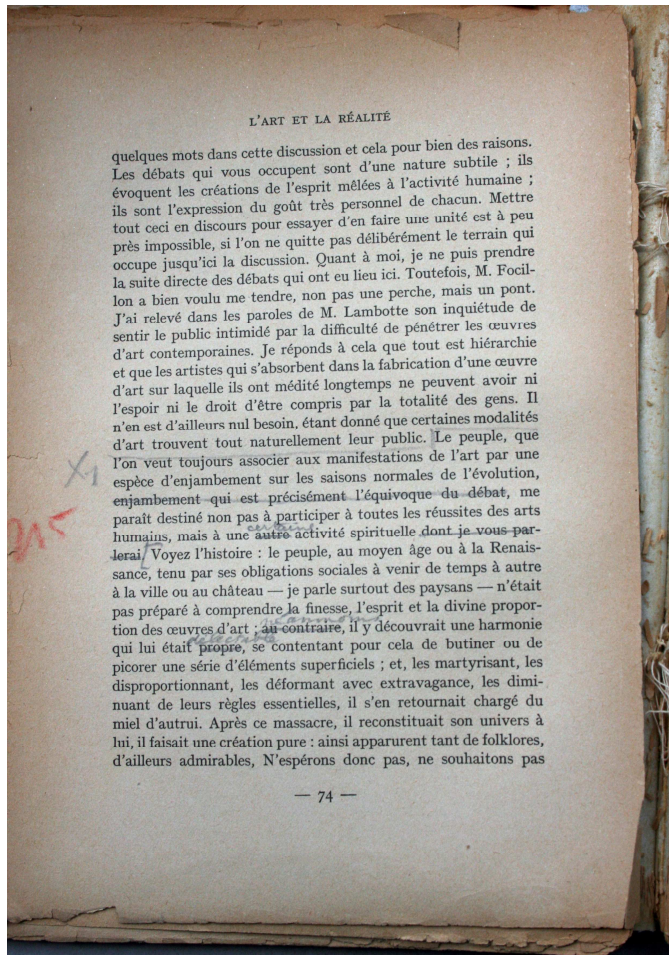 L'ART ET LA RÉALITÉ
quelques mots dans cette discussion et cela pour bien des raisons.
Les débats qui vous occupent sont d'une nature subtile ; ils
évoquent les créations de l'esprit mêlées à l'activité humaine ;
ils sont l'expression du goût très personnel de chacun. Mettre
tout ceci en discours pour essayer d'en faire une unité est à peu
près impossible, si l'on ne quitte pas délibérément le terrain qui
occupe jusqu'ici la discussion. Quant à moi, je ne puis prendre
la suite directe des débats qui ont eu lieu ici. Toutefois, M. Focil-
lon a bien voulu me tendre, non pas une perche, mais un pont.
J'ai relevé dans les paroles de M. Lambotte son inquiétude de
sentir le public intimidé par la difficulté de pénétrer les œuvres
d'art contemporaines. Je réponds à cela que tout est hiérarchie
et que les artistes qui s'absorbent dans la fabrication d'une œuvre
d'art sur laquelle ils ont médité longtemps ne peuvent avoir ni
l'espoir ni le droit d'être compris par la totalité des gens. Il
n'en est d'ailleurs nul besoin, étant donné que certaines modalités
d'art trouvent tout naturellement leur public. Le peuple, que
X1
l'on veut toujours associer aux manifestations de l'art par une
espèce d'enjambement sur les saisons normales de l'évolution,
enjambement qui est précisément l'équivoque du débat, me
paraît destiné non pas à participer à toutes les réussites des arts
certaine
215
humains, mais à une autre activité spirituelle dont je vous par-
lerai. Voyez l'histoire : le peuple, au moyen âge ou à la Renais-
sance, tenu par ses obligations sociales à venir de temps à autre
à la ville ou au château — je parle surtout des paysans — n'était
pas préparé à comprendre la finesse, l'esprit et la divine propor-
néanmoins
tion des œuvres d'art ; au contraire, il y découvrait une harmonie
délectable
qui lui était propre, se contentant pour cela de butiner ou de
picorer une série d'éléments superficiels ; et, les martyrisant, les
disproportionnant, les déformant avec extravagance, les dimi-
nuant de leurs règles essentielles, il s'en retournait chargé du
miel d'autrui. Après ce massacre, il reconstituait son univers à
lui, il faisait une création pure : ainsi apparurent tant de folklores,
d'ailleurs admirables, N'espérons donc pas, ne souhaitons pas
— 74 —